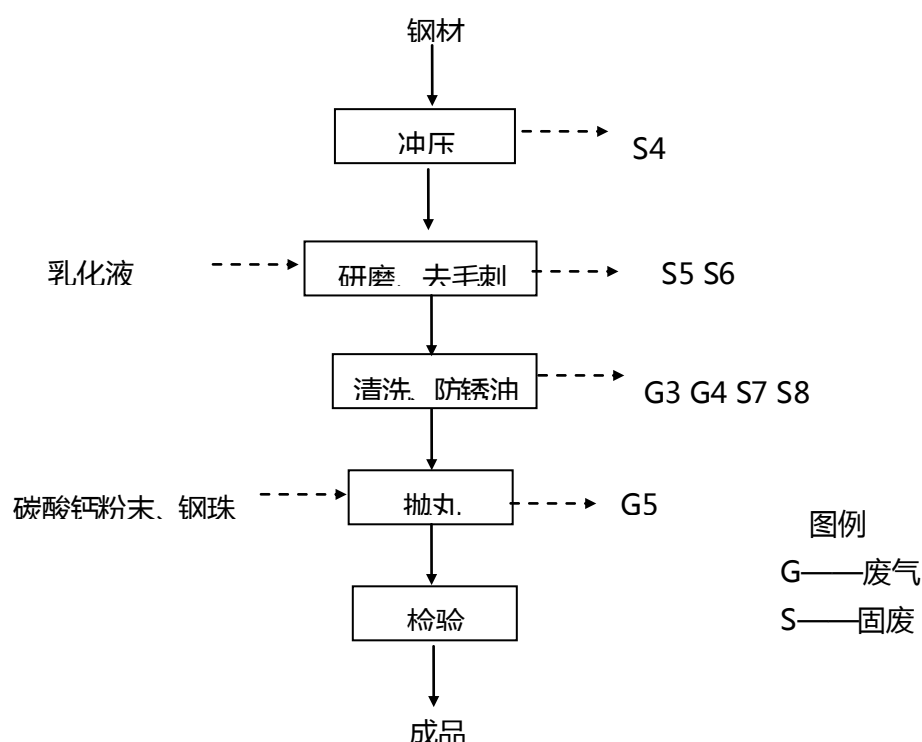 钢材
冲压
S4
乳化液
研磨、去毛刺
S5 S6
清洗、防锈油
G3 G4 S7 S8
碳酸钙粉末、钢珠
抛丸
G5
图例
G——废气
S——固废
检验
成品